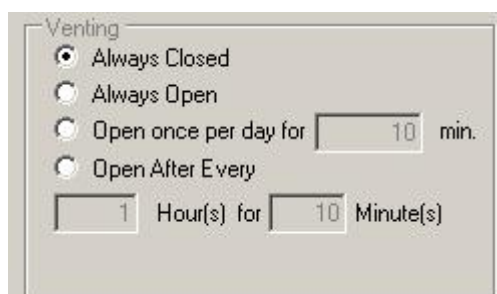 Venting
Always Closed
Always Open
Open once per day for 10 min.
Open After Every
1 Hour(s) for 10 Minute(s)